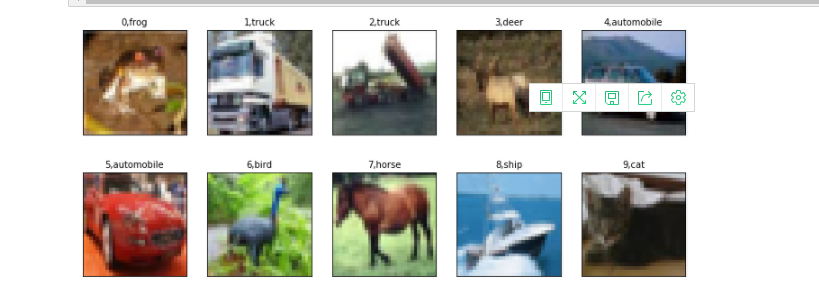 0,frog
1,truck
2,truck
3,deer
4,automobile
5,automobile
6,bird
7,horse
8,ship
9,cat